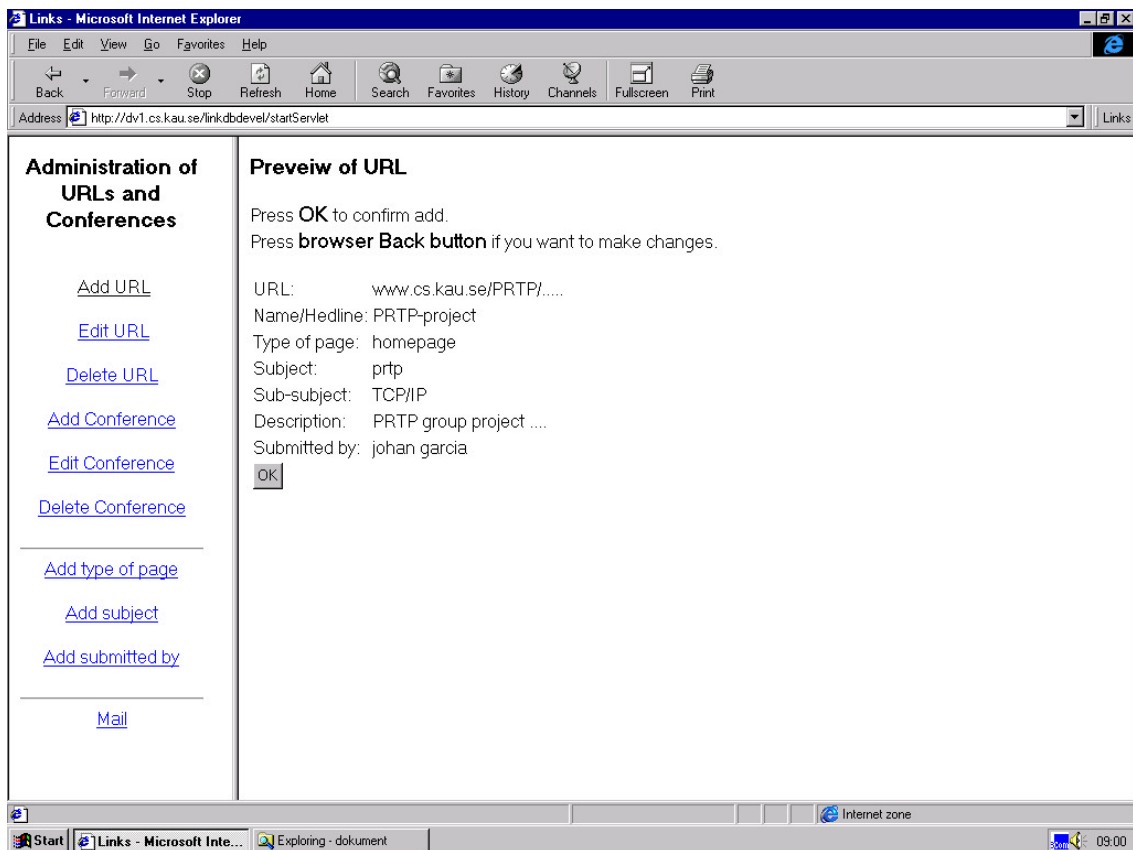 Links - Microsoft Internet Explorer
File Edit View Go Favorites Help
Back Forward Stop Refresh Home Search Favorites History Channels Fullscreen Print
Address http://dv1.cs.kau.se/linkdbdevel/startServlet Links
Administration of
URLs and
Conferences
Add URL
Edit URL
Delete URL
Add Conference
Edit Conference
Delete Conference
Add type of page
Add subject
Add submitted by
Mail
Preveiw of URL
Press OK to confirm add.
Press browser Back button if you want to make changes.
URL: www.cs.kau.se/PRTP/.....
Name/Hedline: PRTP-project
Type of page: homepage
Subject: prtp
Sub-subject: TCP/IP
Description: PRTP group project ....
Submitted by: johan garcia
OK
Internet zone
Start Links - Microsoft Inte... Exploring - dokument 3Com 09:00